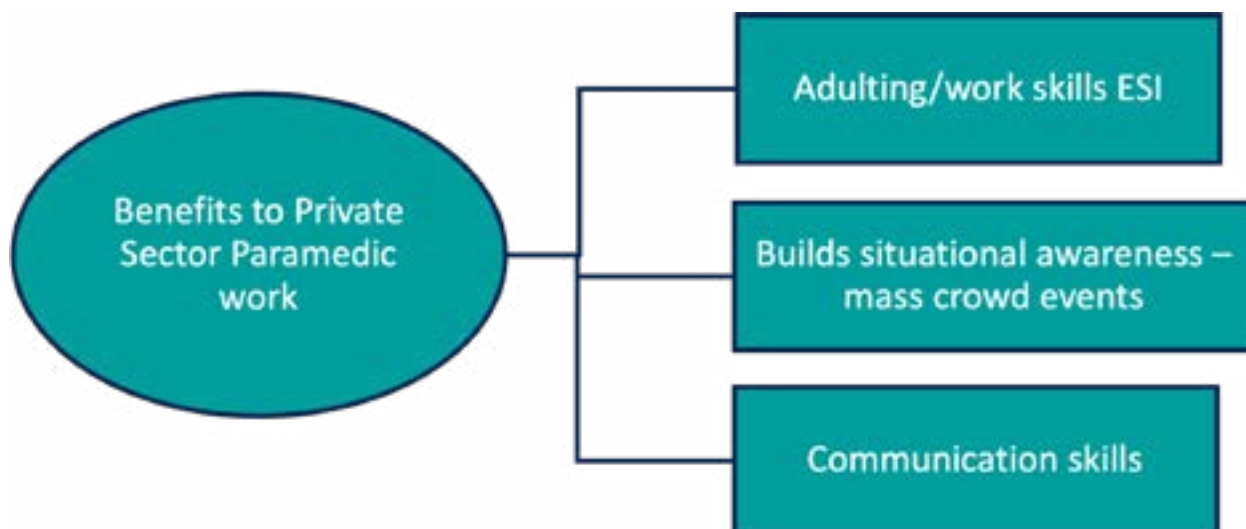 Benefits to Private
Sector Paramedic
work
Adulting/work skills ESI
Builds situational awareness –
mass crowd events
Communication skills